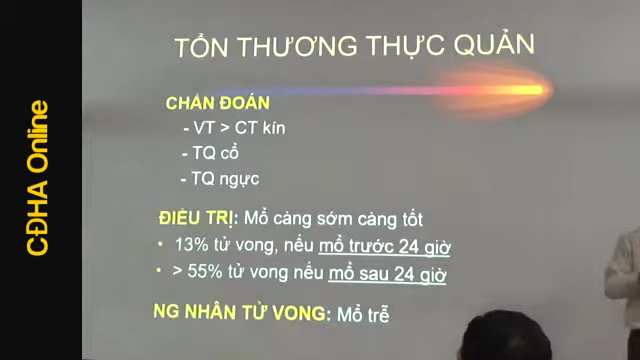 TỔN THƯƠNG THỰC QUẢN
CHẨN ĐOÁN
- VT > CT kín
- TQ cổ
- TQ ngực
ĐIỀU TRỊ: Mổ càng sớm càng tốt
• 13% tử vong, nếu mổ trước 24 giờ
• > 55% tử vong nếu mổ sau 24 giờ
NG NHÂN TỬ VONG: Mổ trễ
CĐHA Online